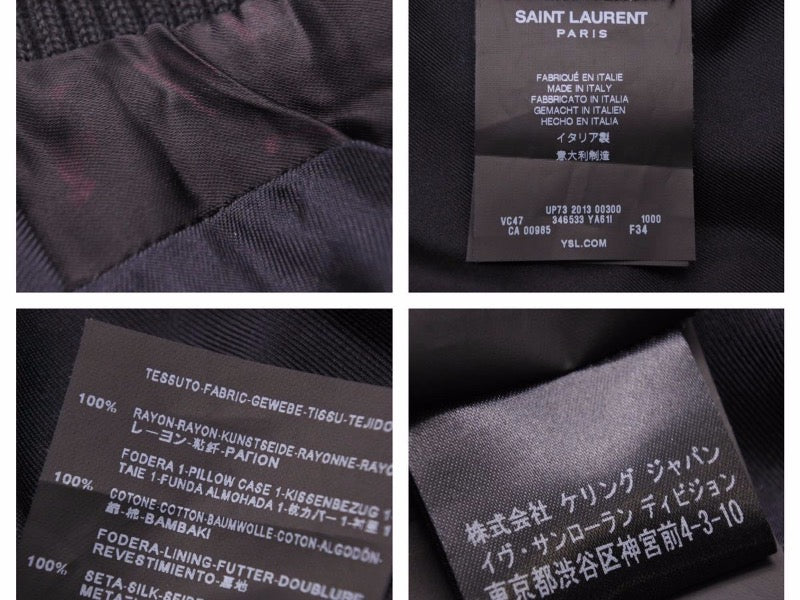 SAINT LAURENT
PARIS
FABRIQUÉ EN ITALIE
MADE IN ITALY
FABBRICATO IN ITALIA
GEMACHT IN ITALIEN
HECHO EN ITALIA
イタリア製
意大利制造
UP73 2013 00300
VC47 346533 YA61I 1000
CA 00985 F34
YSL.COM
TESSUTO-FABRIC-GEWEBE-TISSU-TEJIDO
100% RAYON-RAYON-KUNSTSEIDE-RAYONNE-RAYO
レーヨン-粘釬-ΡΑΓΙΟΝ
FODERA 1-PILLOW CASE 1-KISSENBEZUG 1-
TAIE 1-FUNDA ALMOHADA 1-枕カバー 1-
100% COTONE-COTTON-BAUMWOLLE-COTON-ALGODÓN-
綿-棉-BAMBAKI
FODERA-LINING-FUTTER-DOUBLURE
REVESTIMIENTO-裏地
100% SETA-SILK-SEIDE-
METAΞ
株式会社 ケリング ジャパン
イヴ・サンローラン ディビジョン
東京都渋谷区神宮前4-3-10